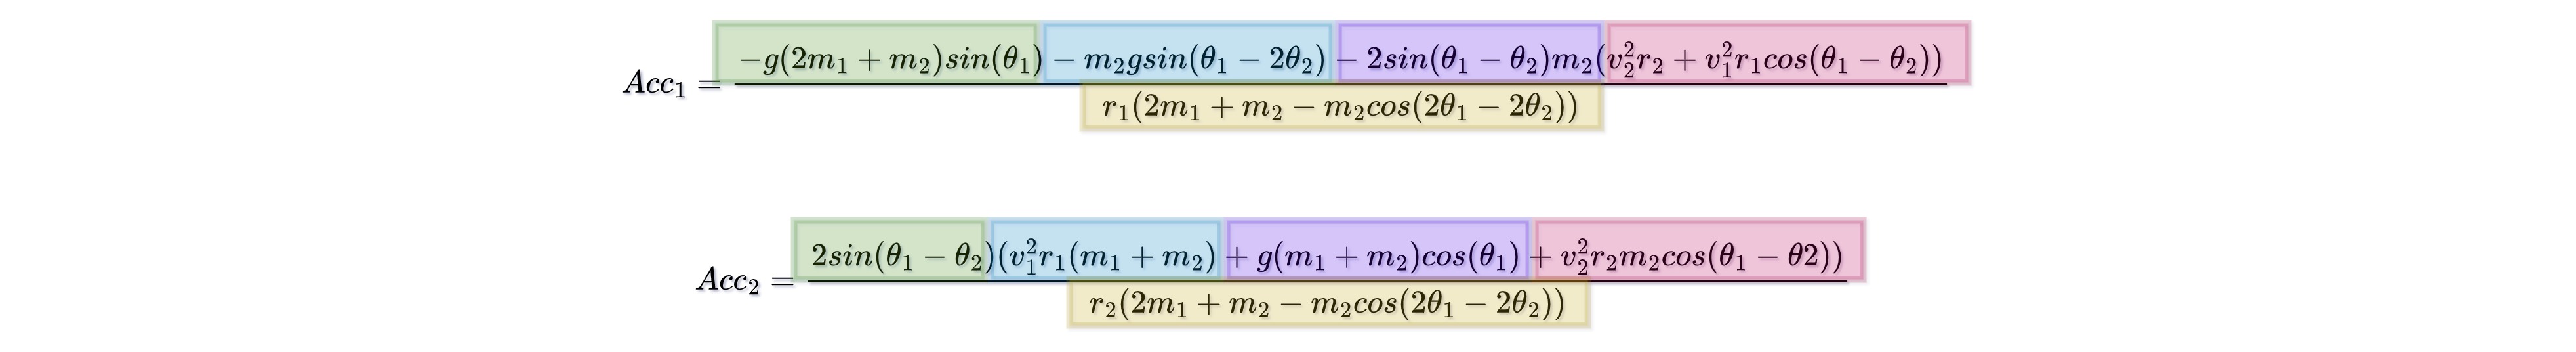 Acc₁ = −g(2m₁ + m₂)sin(θ₁) − m₂gsin(θ₁ − 2θ₂) − 2sin(θ₁ − θ₂)m₂(v₂²r₂ + v₁²r₁cos(θ₁ − θ₂))
r₁(2m₁ + m₂ − m₂cos(2θ₁ − 2θ₂))
Acc₂ = 2sin(θ₁ − θ₂)(v₁²r₁(m₁ + m₂) + g(m₁ + m₂)cos(θ₁) + v₂²r₂m₂cos(θ₁ − θ2))
r₂(2m₁ + m₂ − m₂cos(2θ₁ − 2θ₂))